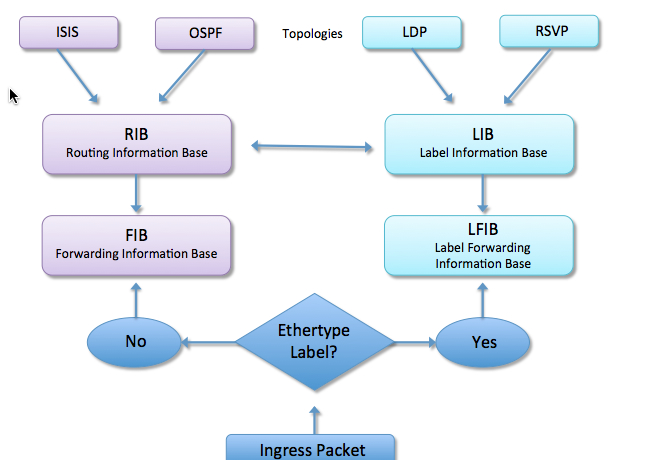 ISIS
OSPF
Topologies
LDP
RSVP
RIB
Routing Information Base
LIB
Label Information Base
FIB
Forwarding Information Base
LFIB
Label Forwarding
Information Base
Ethertype
Label?
No
Yes
Ingress Packet